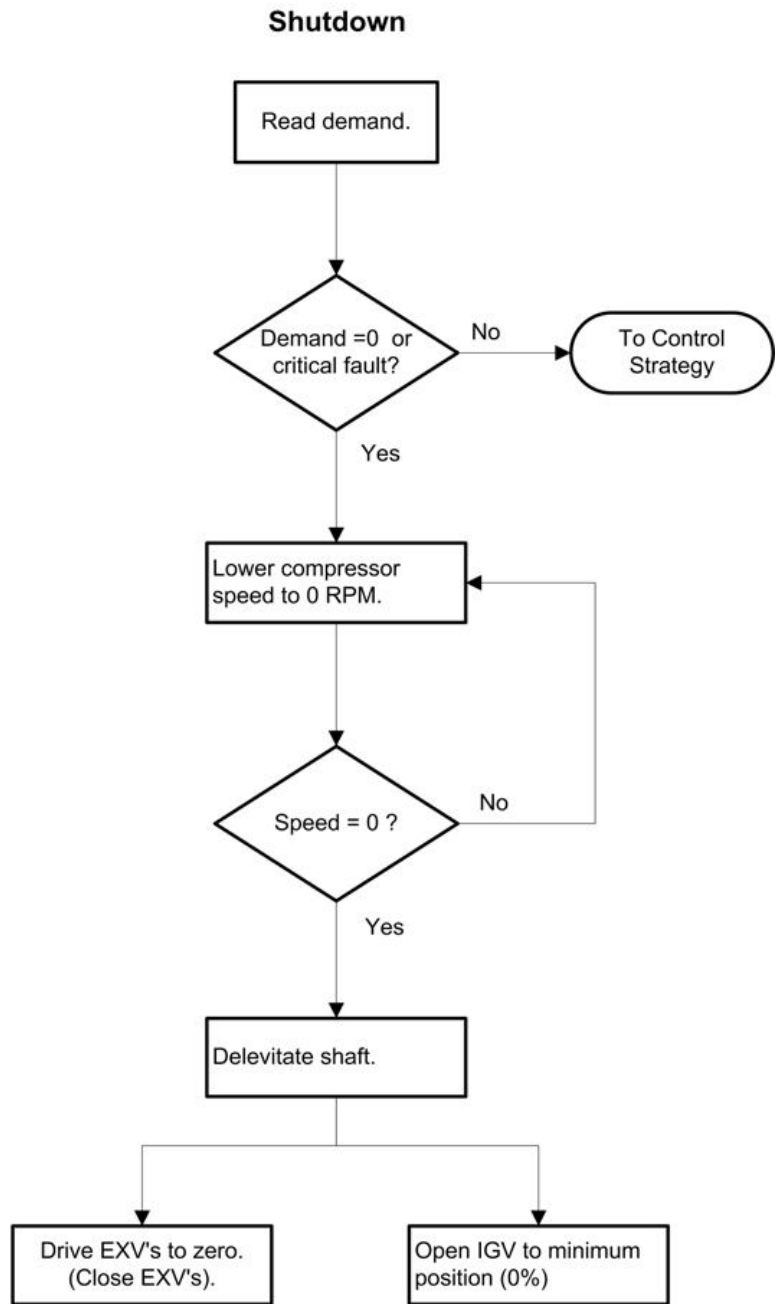 Shutdown
Read demand.
Demand =0  or
critical fault?
No
To Control
Strategy
Yes
Lower compressor
speed to 0 RPM.
Speed = 0 ?
No
Yes
Delevitate shaft.
Drive EXV's to zero.
(Close EXV's).
Open IGV to minimum
position (0%)